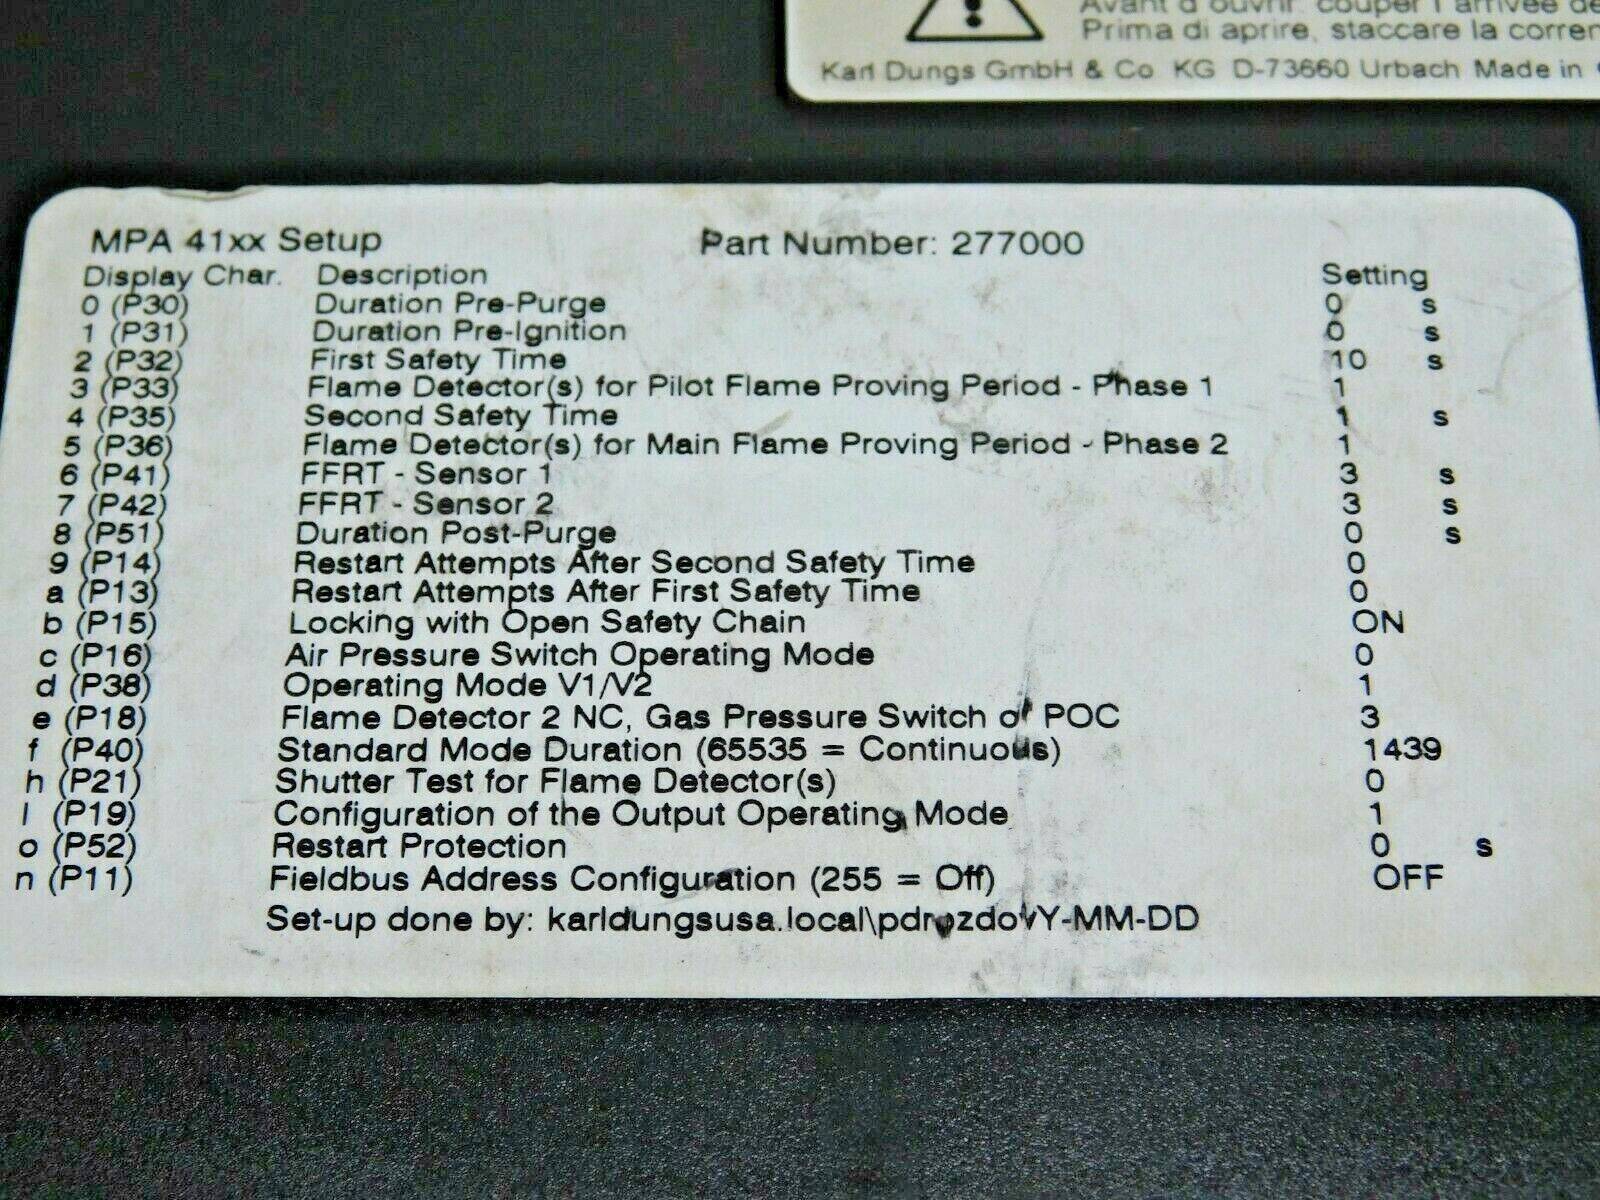 Avant d'ouvrir: couper l'arrivée de
Prima di aprire, staccare la corren
Karl Dungs GmbH & Co KG D-73660 Urbach Made in
MPA 41xx Setup Part Number: 277000
Display Char. Description Setting
0 (P30) Duration Pre-Purge 0 s
1 (P31) Duration Pre-Ignition 0 s
2 (P32) First Safety Time 10 s
3 (P33) Flame Detector(s) for Pilot Flame Proving Period - Phase 1 1
4 (P35) Second Safety Time 1 s
5 (P36) Flame Detector(s) for Main Flame Proving Period - Phase 2 1
6 (P41) FFRT - Sensor 1 3 s
7 (P42) FFRT - Sensor 2 3 s
8 (P51) Duration Post-Purge 0 s
9 (P14) Restart Attempts After Second Safety Time 0
a (P13) Restart Attempts After First Safety Time 0
b (P15) Locking with Open Safety Chain ON
c (P16) Air Pressure Switch Operating Mode 0
d (P38) Operating Mode V1/V2 1
e (P18) Flame Detector 2 NC, Gas Pressure Switch or POC 3
f (P40) Standard Mode Duration (65535 = Continuous) 1439
h (P21) Shutter Test for Flame Detector(s) 0
l (P19) Configuration of the Output Operating Mode 1
o (P52) Restart Protection 0 s
n (P11) Fieldbus Address Configuration (255 = Off) OFF
Set-up done by: